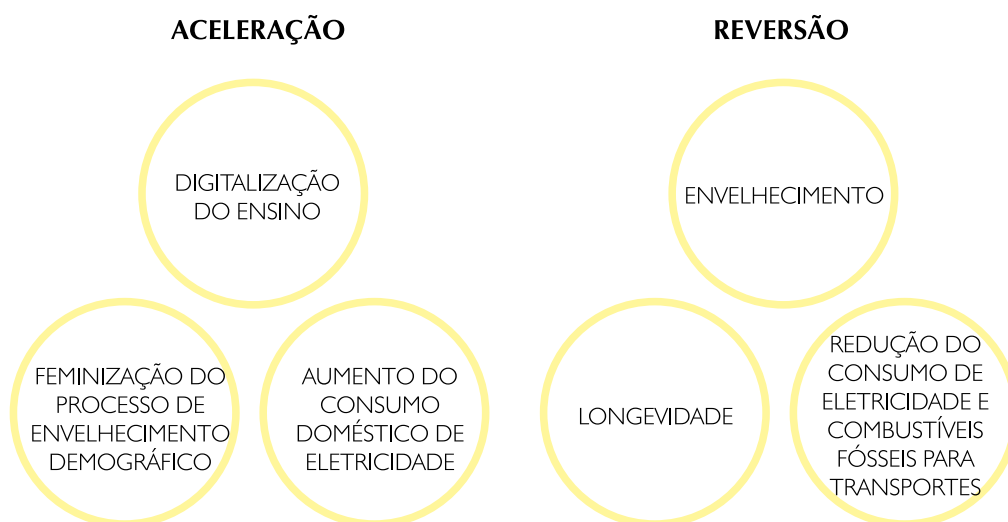 ACELERAÇÃO
DIGITALIZAÇÃO
DO ENSINO
FEMINIZAÇÃO DO
PROCESSO DE
ENVELHECIMENTO
DEMOGRÁFICO
AUMENTO DO
CONSUMO
DOMÉSTICO DE
ELETRICIDADE
REVERSÃO
ENVELHECIMENTO
LONGEVIDADE
REDUÇÃO DO
CONSUMO DE
ELETRICIDADE E
COMBUSTÍVEIS
FÓSSEIS PARA
TRANSPORTES